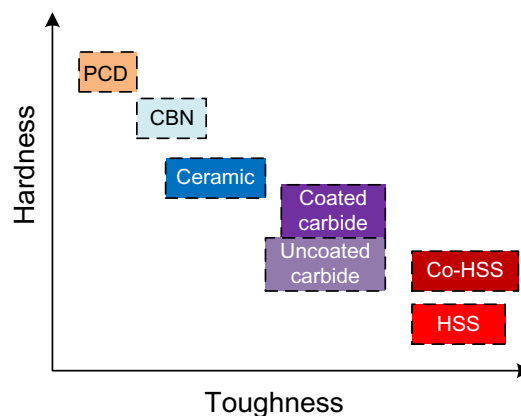 Hardness
PCD
CBN
Ceramic
Coated
carbide
Uncoated
carbide
Co-HSS
HSS
Toughness